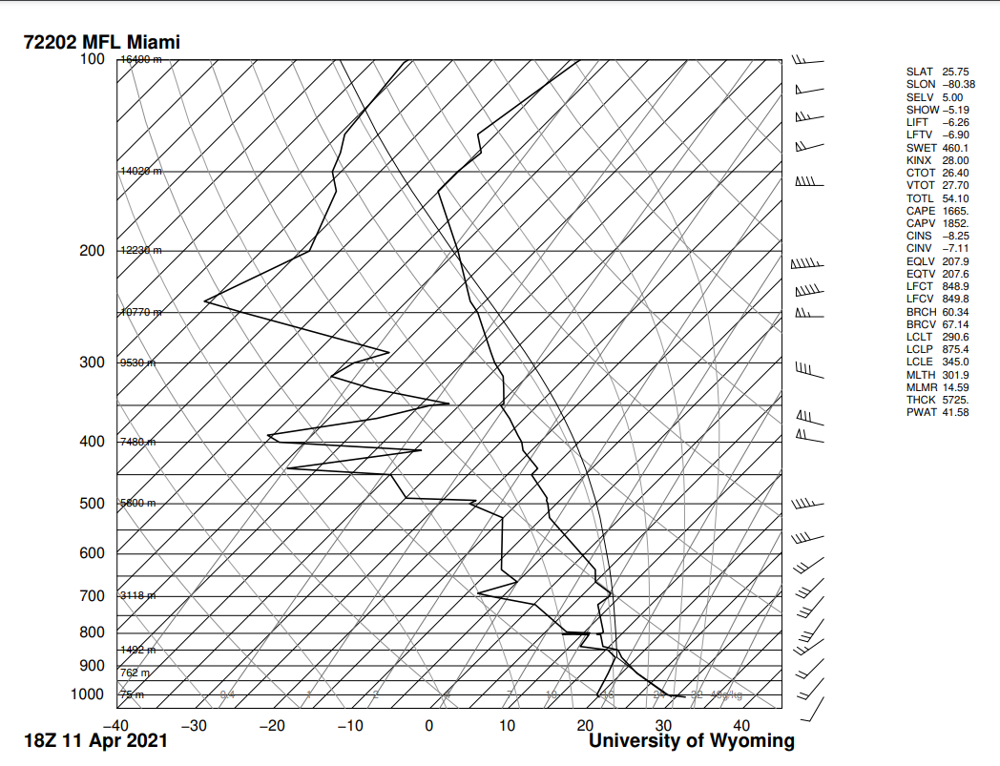 72202 MFL Miami
100
16400 m
14020 m
200
12230 m
10770 m
300
9530 m
400
7480 m
500
5800 m
600
700
3118 m
800
1492 m
900
762 m
1000
75 m
0.4 1 2 4 7 10 16 24 32 40g/kg
−40 −30 −20 −10 0 10 20 30 40
18Z 11 Apr 2021
University of Wyoming
SLAT 25.75
SLON −80.38
SELV 5.00
SHOW −5.19
LIFT −6.26
LFTV −6.90
SWET 460.1
KINX 28.00
CTOT 26.40
VTOT 27.70
TOTL 54.10
CAPE 1665.
CAPV 1852.
CINS −8.25
CINV −7.11
EQLV 207.9
EQTV 207.6
LFCT 848.9
LFCV 849.8
BRCH 60.34
BRCV 67.14
LCLT 290.6
LCLP 875.4
LCLE 345.0
MLTH 301.9
MLMR 14.59
THCK 5725.
PWAT 41.58